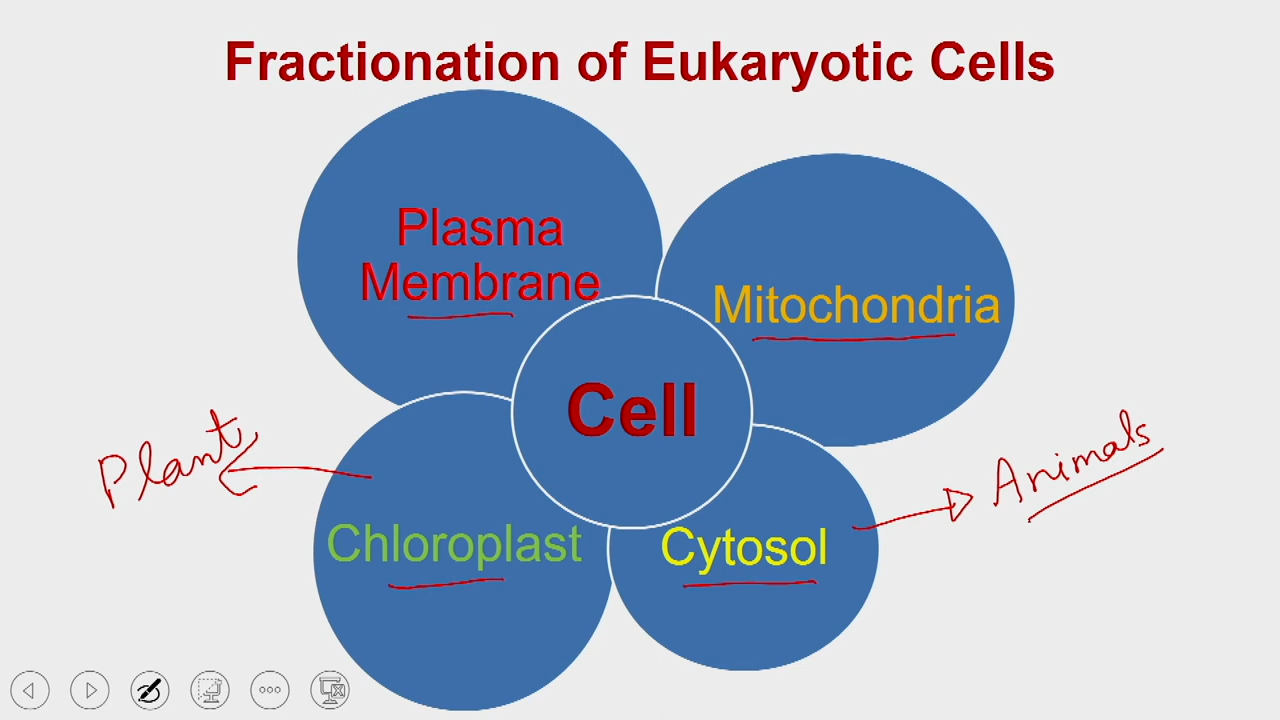 Fractionation of Eukaryotic Cells
Plasma
Membrane
Mitochondria
Cell
Plant
Animals
Chloroplast
Cytosol